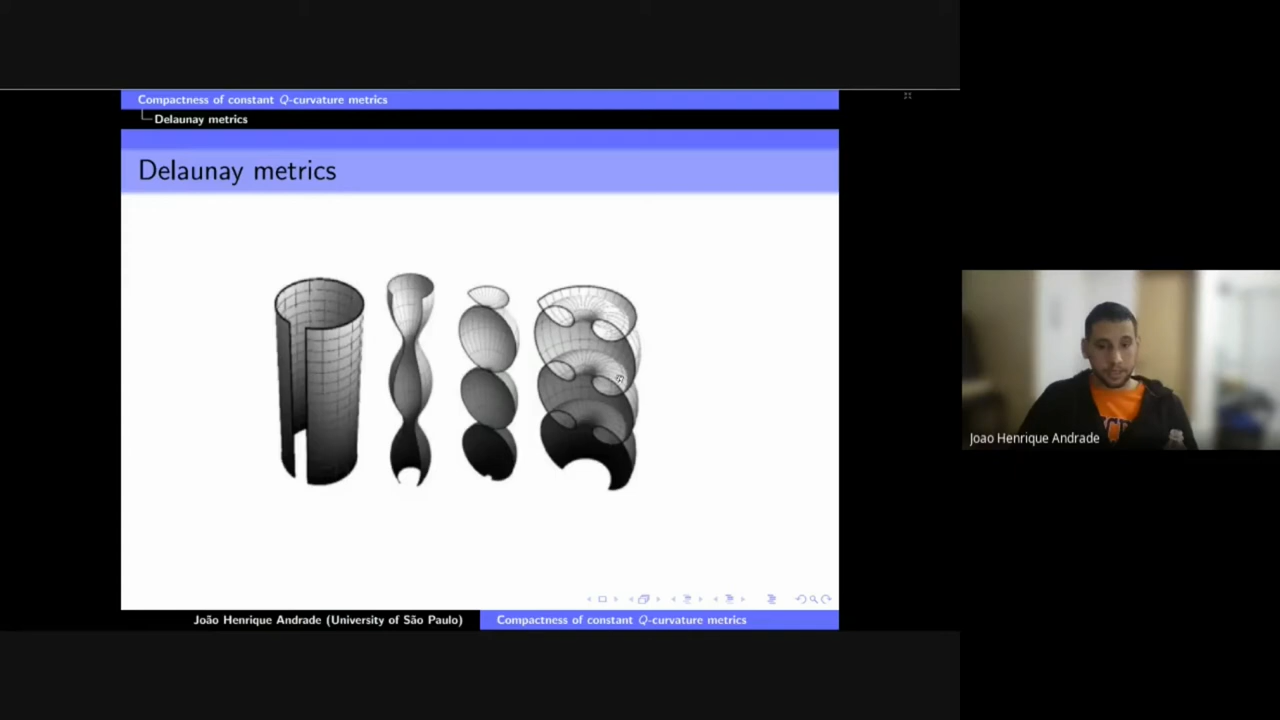 Compactness of constant Q-curvature metrics
Delaunay metrics
Delaunay metrics
João Henrique Andrade (University of São Paulo)
Compactness of constant Q-curvature metrics
Joao Henrique Andrade